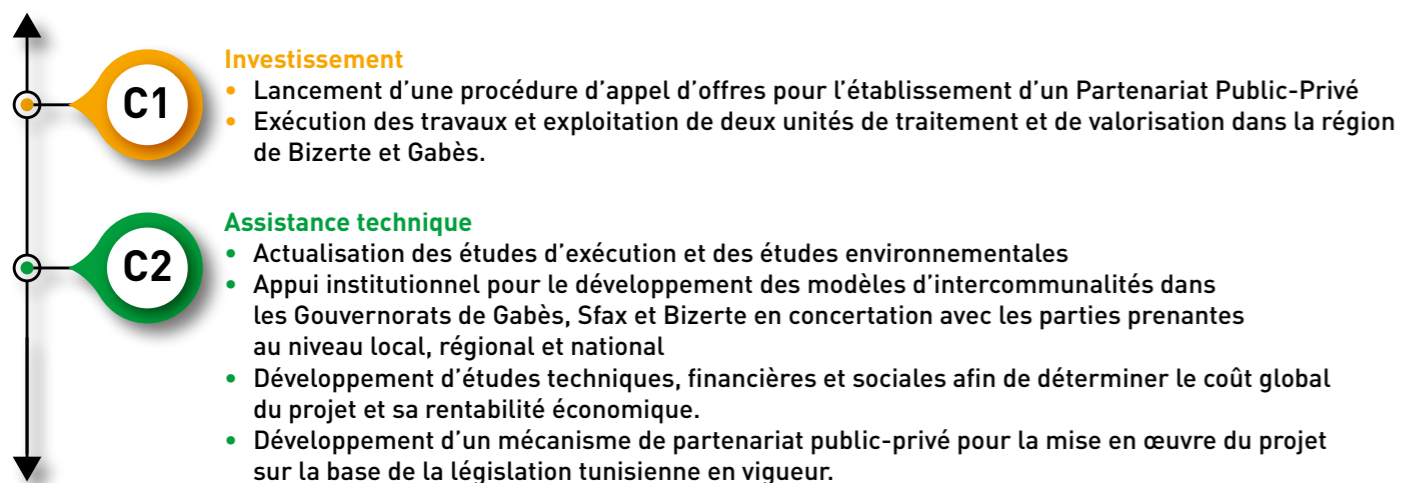 C1
Investissement
• Lancement d’une procédure d’appel d’offres pour l’établissement d’un Partenariat Public-Privé
• Exécution des travaux et exploitation de deux unités de traitement et de valorisation dans la région
de Bizerte et Gabès.
C2
Assistance technique
• Actualisation des études d’exécution et des études environnementales
• Appui institutionnel pour le développement des modèles d’intercommunalités dans
les Gouvernorats de Gabès, Sfax et Bizerte en concertation avec les parties prenantes
au niveau local, régional et national
• Développement d’études techniques, financières et sociales afin de déterminer le coût global
du projet et sa rentabilité économique.
• Développement d’un mécanisme de partenariat public-privé pour la mise en œuvre du projet
sur la base de la législation tunisienne en vigueur.